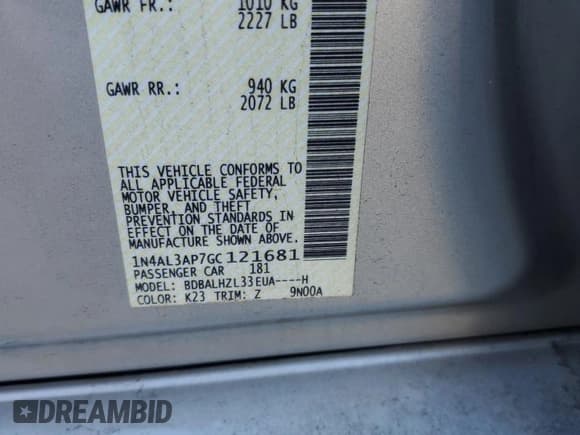 GAWR FR.: 1010 KG
2227 LB
GAWR RR.: 940 KG
2072 LB
THIS VEHICLE CONFORMS TO
ALL APPLICABLE FEDERAL
MOTOR VEHICLE SAFETY,
BUMPER, AND THEFT
PREVENTION STANDARDS IN
EFFECT ON THE DATE OF
MANUFACTURE SHOWN ABOVE.
1N4AL3AP7GC121681
PASSENGER CAR 181
MODEL: BDBALHZL33EUA----H
COLOR: K23 TRIM: Z 9N00A
DREAMBID